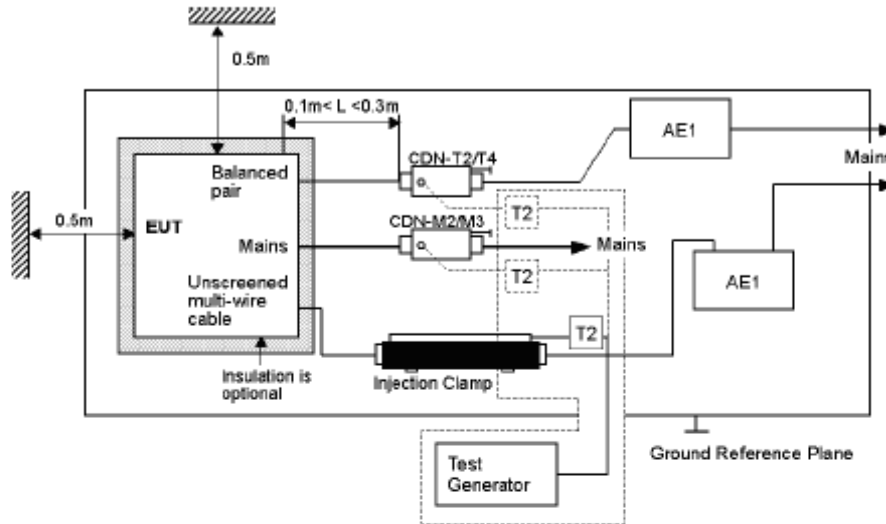 0.5m
0.1m< L <0.3m
AE1
Mains
CDN-T2/T4
Balanced
pair
T2
0.5m
EUT
CDN-M2/M3
Mains
Mains
T2
AE1
Unscreened
multi-wire
cable
T2
Insulation is
optional
Injection Clamp
Ground Reference Plane
Test
Generator